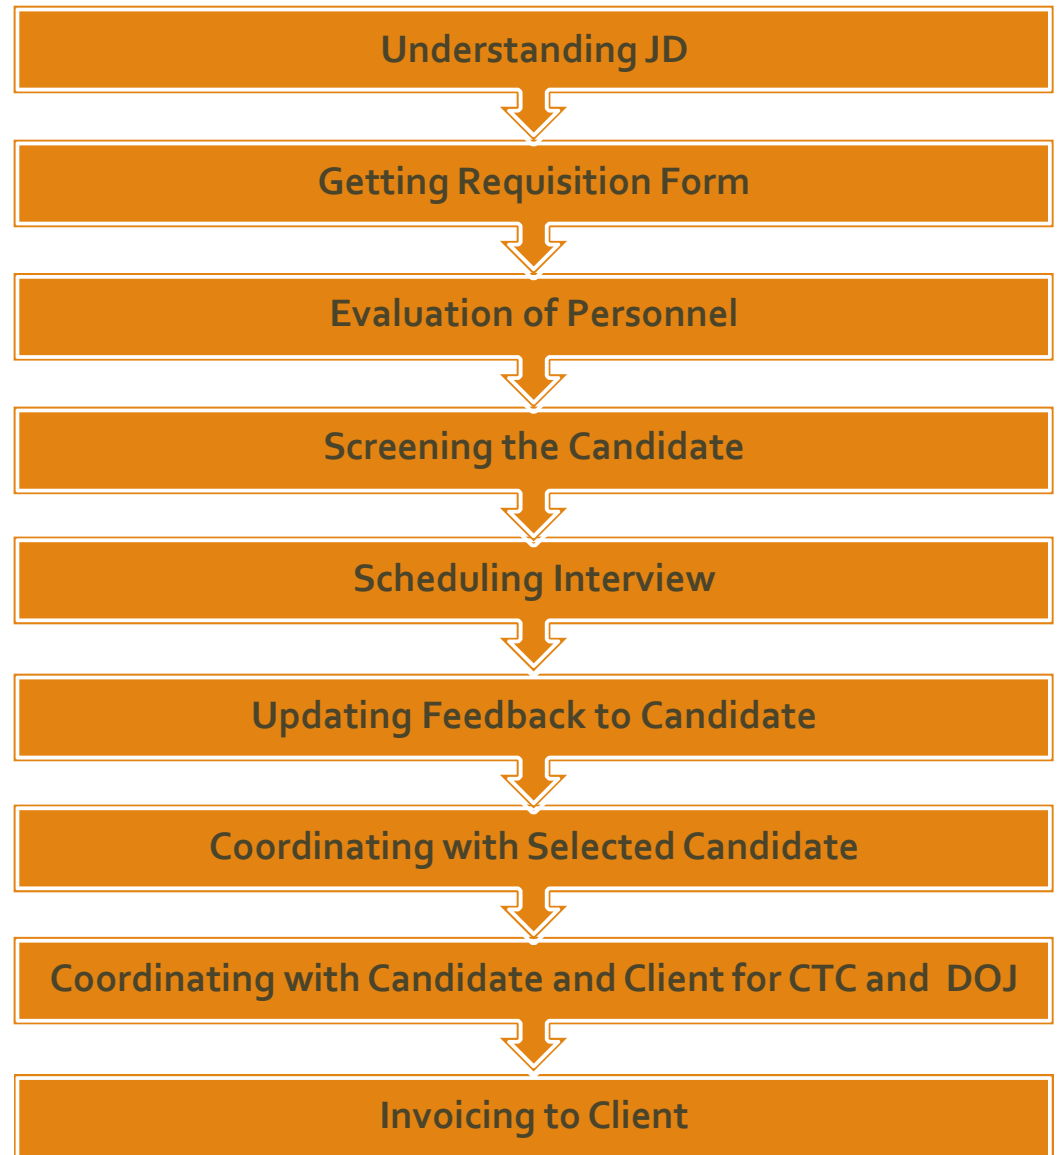 Understanding JD
Getting Requisition Form
Evaluation of Personnel
Screening the Candidate
Scheduling Interview
Updating Feedback to Candidate
Coordinating with Selected Candidate
Coordinating with Candidate and Client for CTC and DOJ
Invoicing to Client